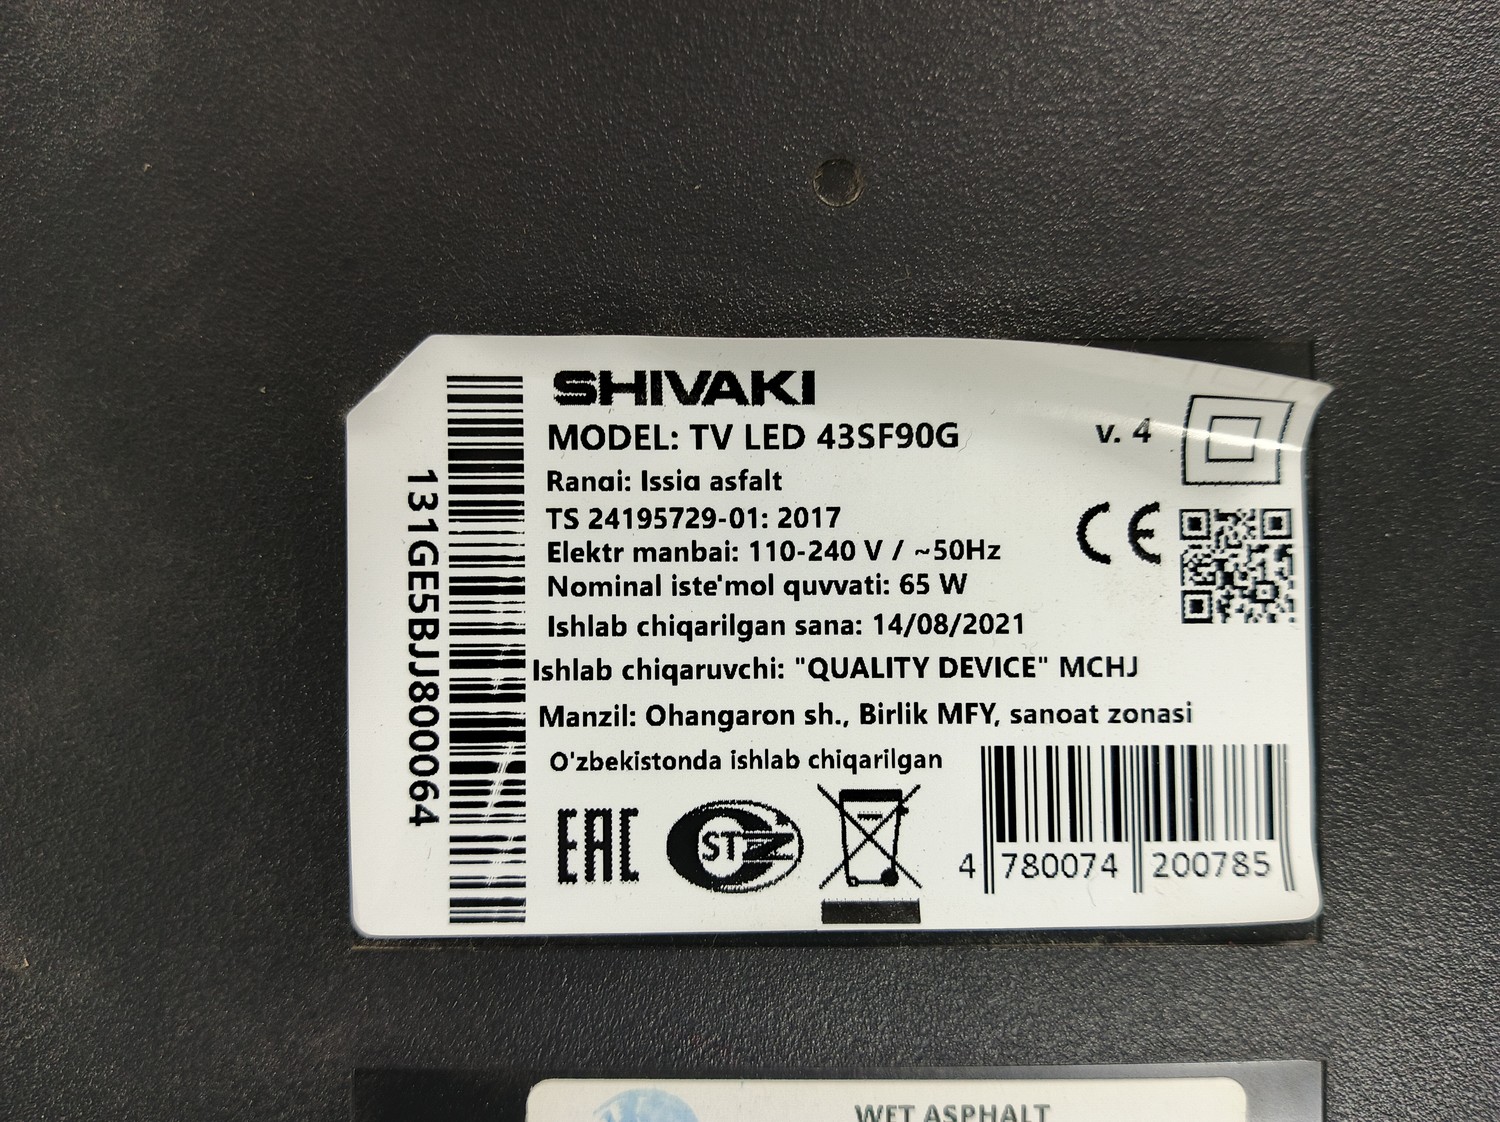 SHIVAKI
MODEL: TV LED 43SF90G
v. 4
Ranqi: Issiq asfalt
TS 24195729-01: 2017
Elektr manbai: 110-240 V / ~50Hz
Nominal iste'mol quvvati: 65 W
Ishlab chiqarilgan sana: 14/08/2021
Ishlab chiqaruvchi: "QUALITY DEVICE" MCHJ
Manzil: Ohangaron sh., Birlik MFY, sanoat zonasi
O'zbekistonda ishlab chiqarilgan
131GE5BJJ800064
CE
EAC
STZ
4 780074 200785
WET ASPHALT